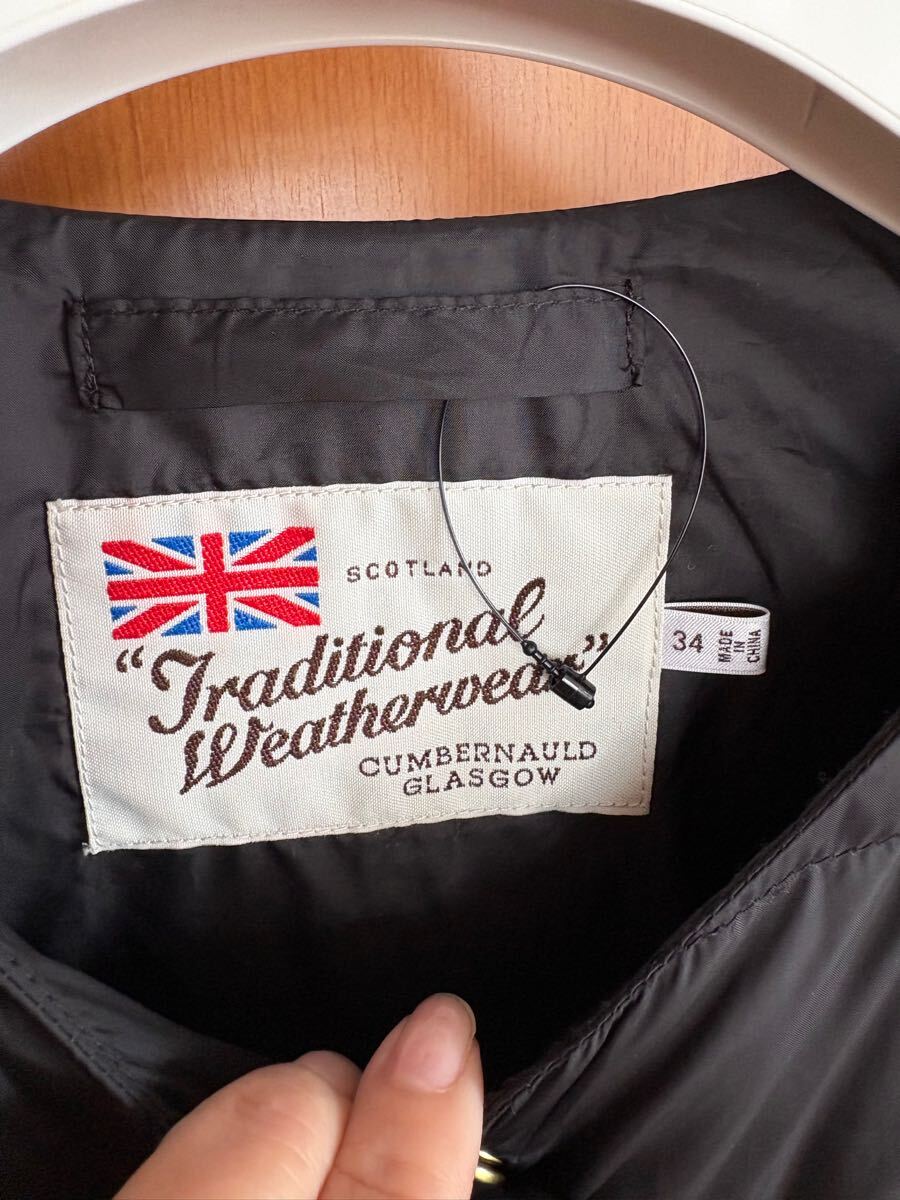 SCOTLAND
"Traditional
Weatherwear"
CUMBERNAULD
GLASGOW
34
MADE
IN
CHINA